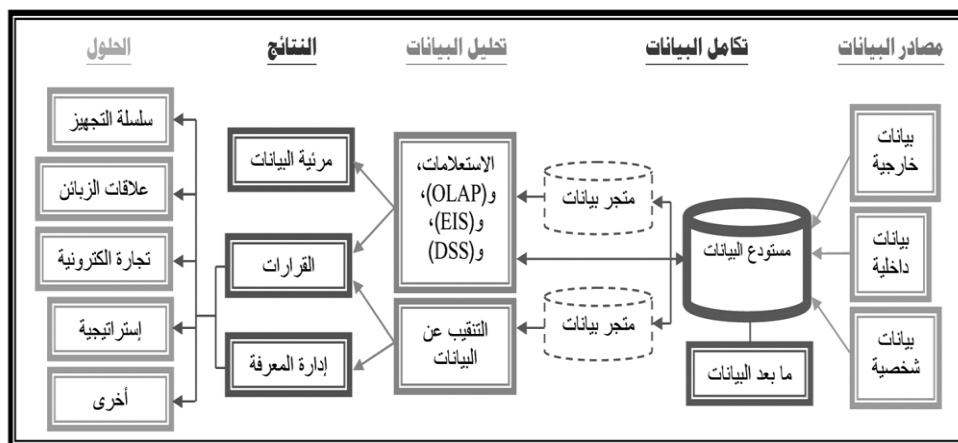 مصادر البيانات
تكامل البيانات
تحليل البيانات
النتائج
الحلول
بيانات
خارجية
بيانات
داخلية
بيانات
شخصية
مستودع البيانات
ما بعد البيانات
متجر بيانات
متجر بيانات
الاستعلامات،
و(OLAP)،
و(EIS)،
و(DSS)
التنقيب عن
البيانات
مرئية البيانات
القرارات
إدارة المعرفة
سلسلة التجهيز
علاقات الزبائن
تجارة الكترونية
إستراتيجية
أخرى